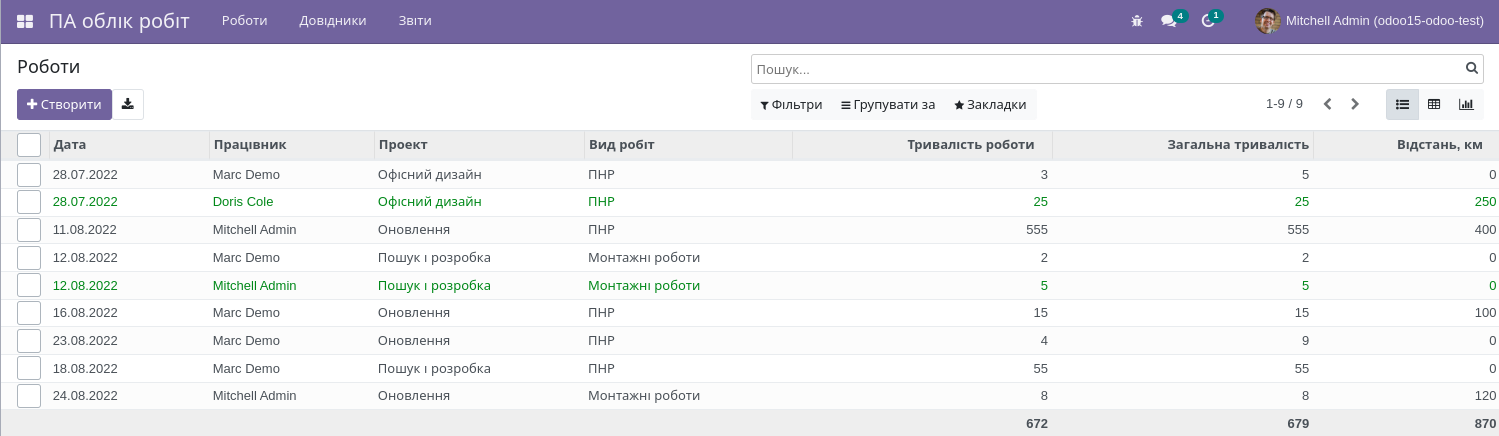 ПА облік робіт Роботи Довідники Звіти 4 1 Mitchell Admin (odoo15-odoo-test)
Роботи Пошук...
Створити Фільтри Групувати за Закладки 1-9 / 9
Дата Працівник Проект Вид робіт Тривалість роботи Загальна тривалість Відстань, км
28.07.2022 Marc Demo Офісний дизайн ПНР 3 5 0
28.07.2022 Doris Cole Офісний дизайн ПНР 25 25 250
11.08.2022 Mitchell Admin Оновлення ПНР 555 555 400
12.08.2022 Marc Demo Пошук і розробка Монтажні роботи 2 2 0
12.08.2022 Mitchell Admin Пошук і розробка Монтажні роботи 5 5 0
16.08.2022 Marc Demo Оновлення ПНР 15 15 100
23.08.2022 Marc Demo Оновлення ПНР 4 9 0
18.08.2022 Marc Demo Пошук і розробка ПНР 55 55 0
24.08.2022 Mitchell Admin Оновлення Монтажні роботи 8 8 120
672 679 870